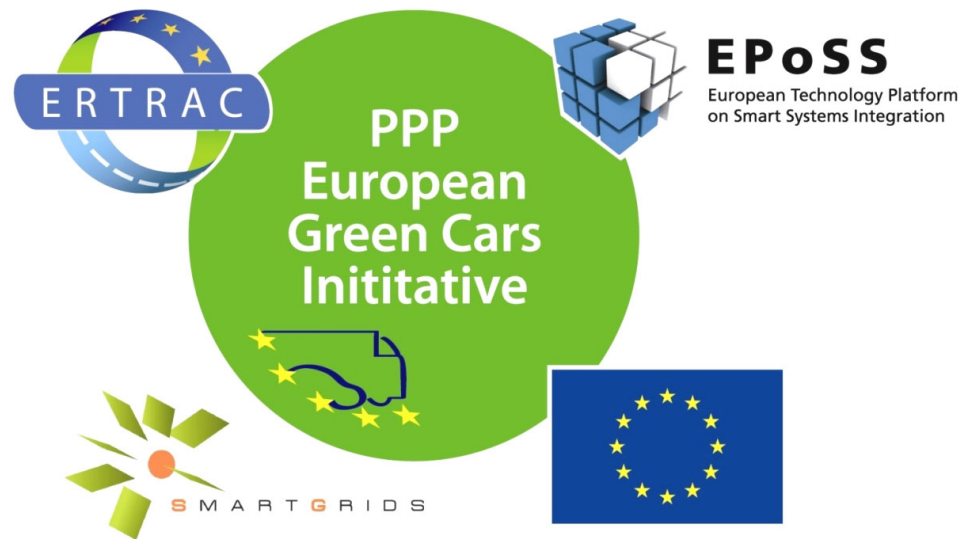 ERTRAC
PPP
European
Green Cars
Inititative
EPoSS
European Technology Platform
on Smart Systems Integration
SMARTGRIDS